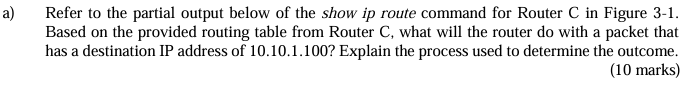 a) Refer to the partial output below of the show ip route command for Router C in Figure 3-1.
Based on the provided routing table from Router C, what will the router do with a packet that
has a destination IP address of 10.10.1.100? Explain the process used to determine the outcome.
(10 marks)